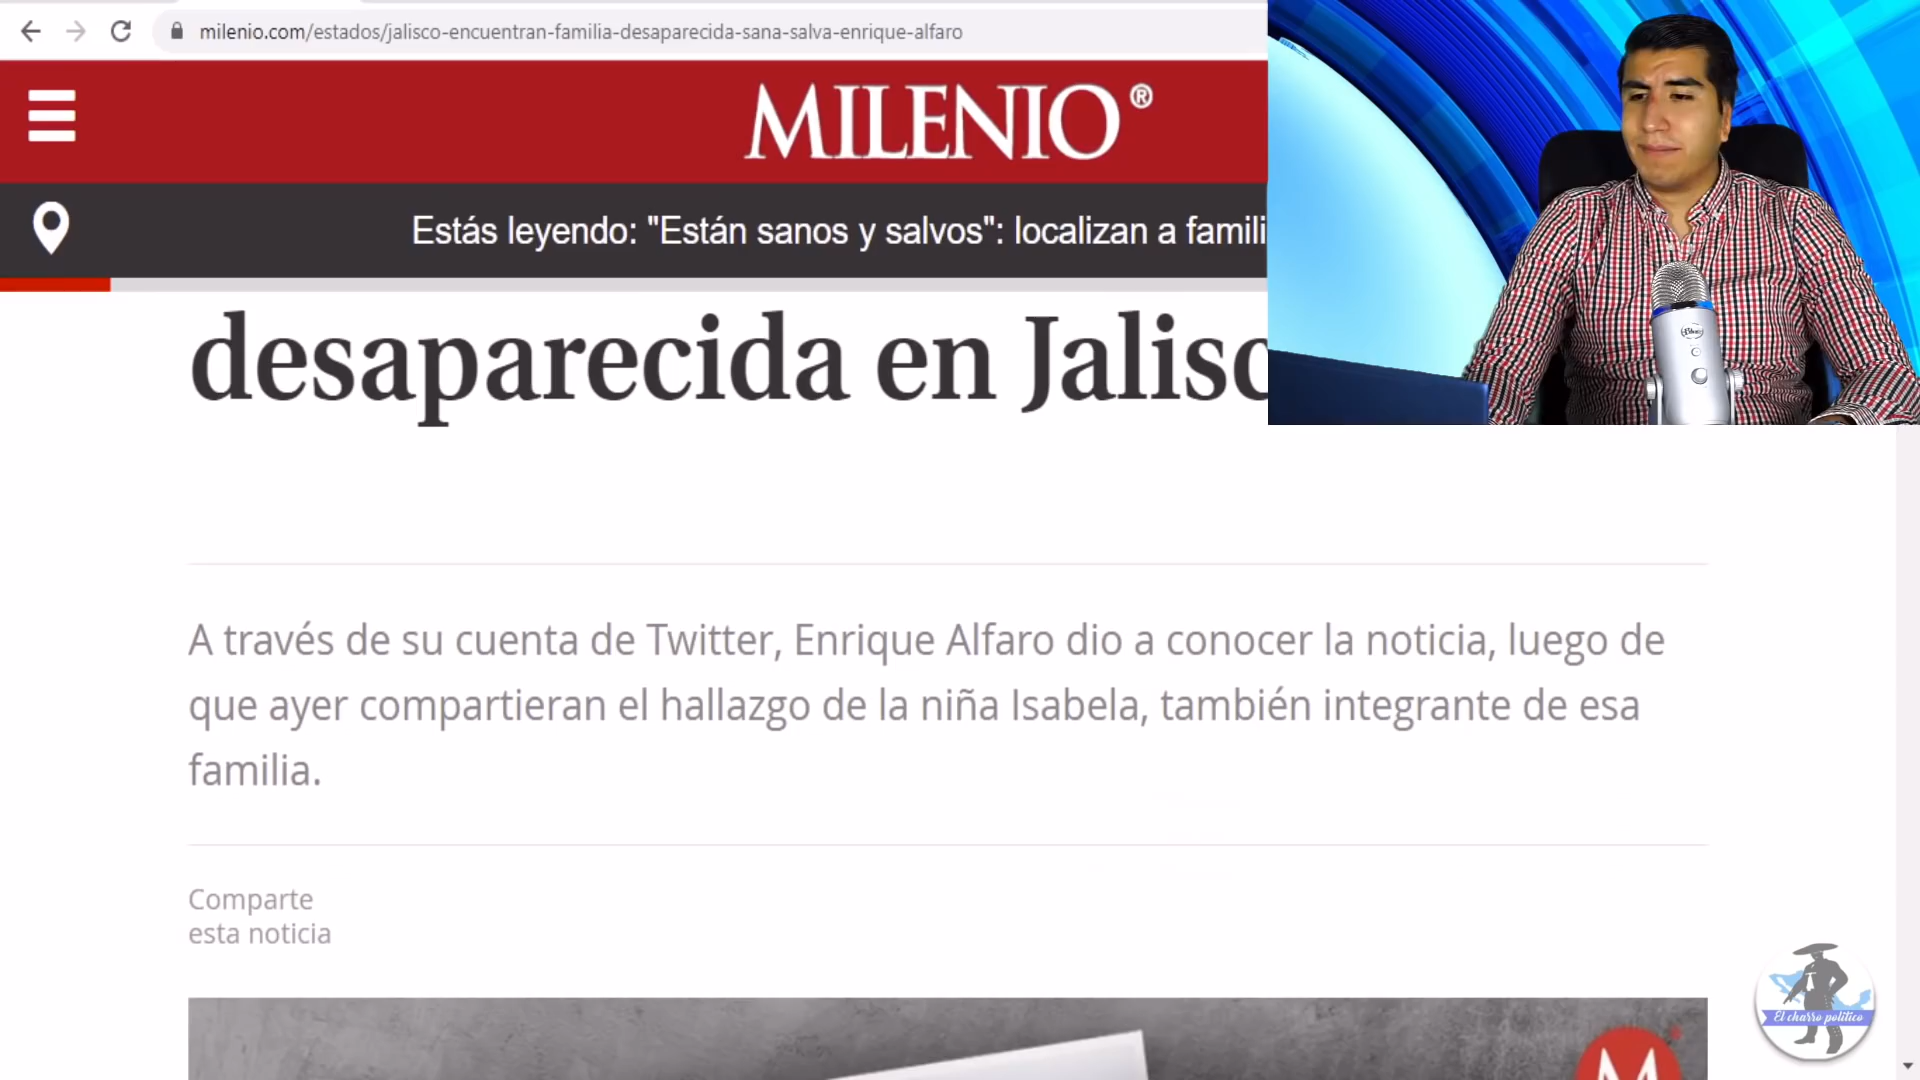 milenio.com/estados/jalisco-encuentran-familia-desaparecida-sana-salva-enrique-alfaro
MILENIO®
Estás leyendo: "Están sanos y salvos": localizan a famili
desaparecida en Jalisc
A través de su cuenta de Twitter, Enrique Alfaro dio a conocer la noticia, luego de
que ayer compartieran el hallazgo de la niña Isabela, también integrante de esa
familia.
Comparte
esta noticia
M
El charro político